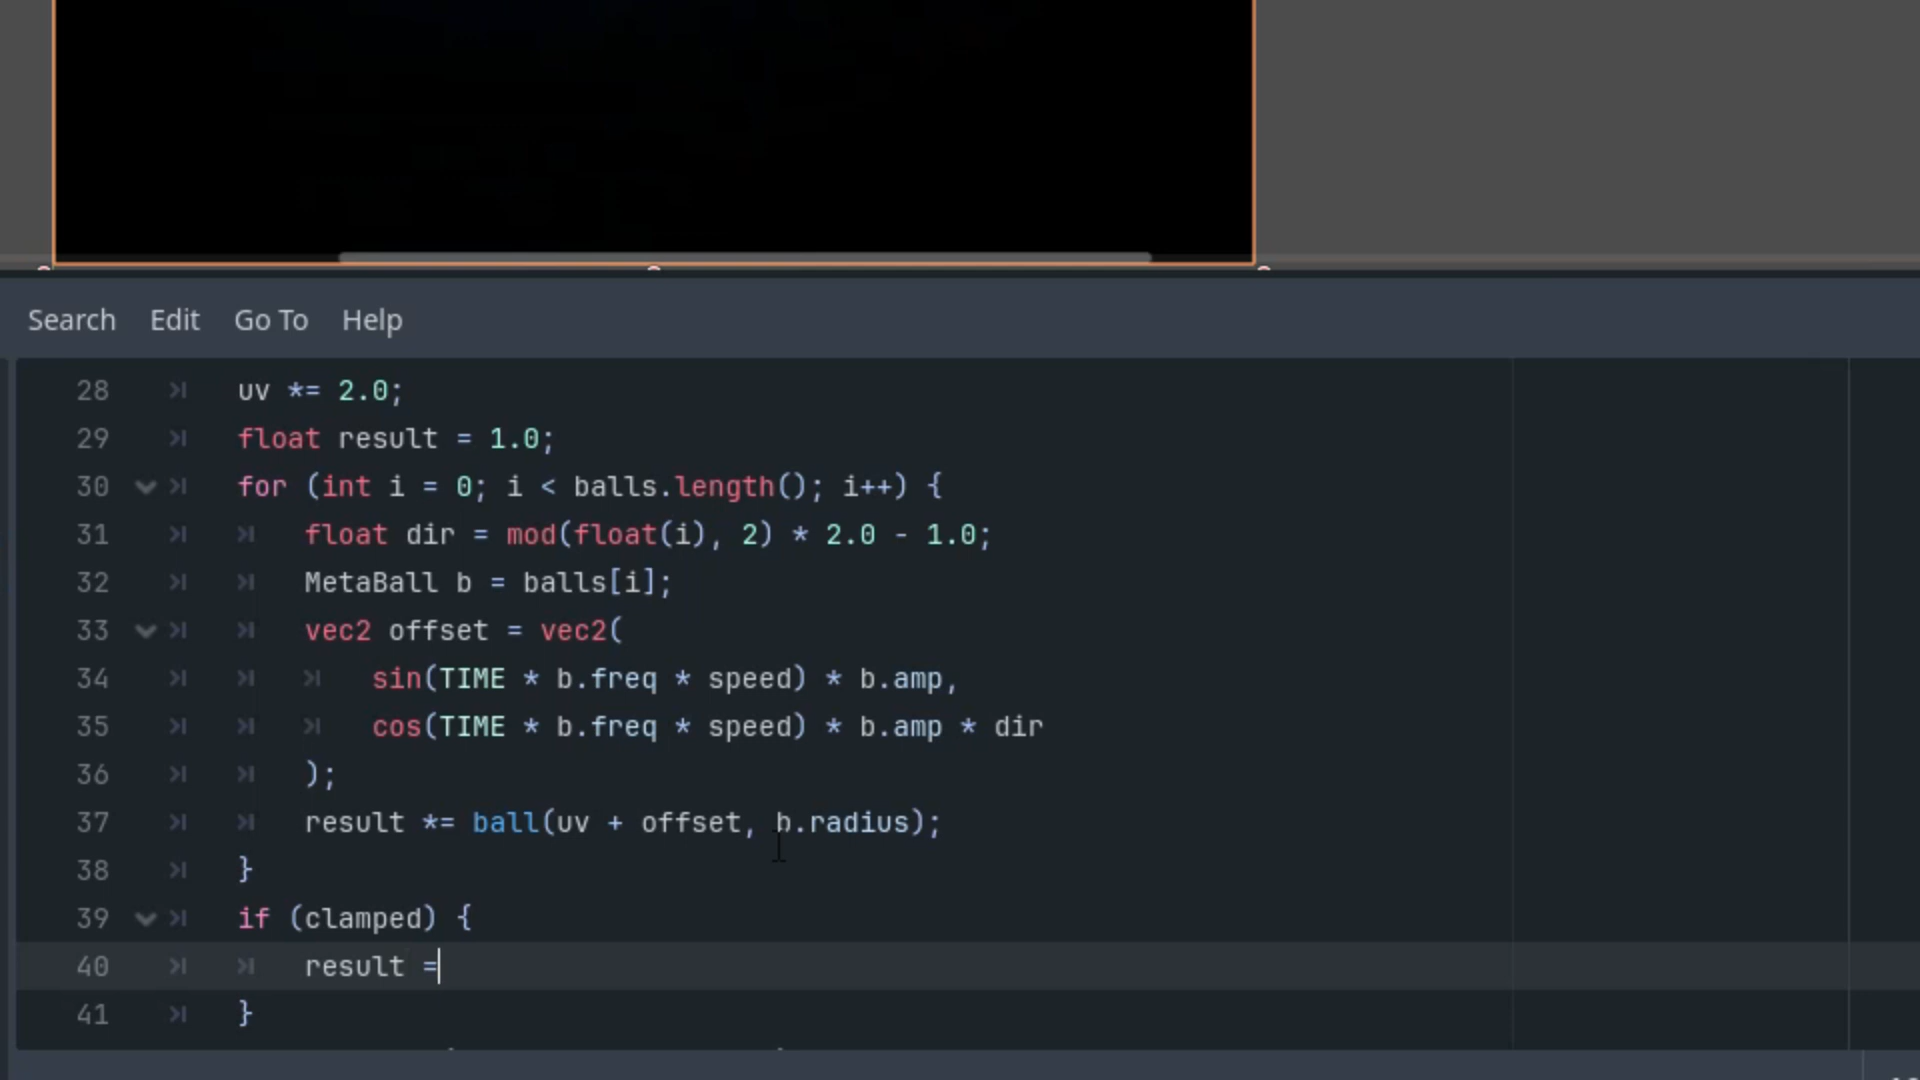 Search Edit Go To Help
28 uv *= 2.0;
29 float result = 1.0;
30 for (int i = 0; i < balls.length(); i++) {
31 float dir = mod(float(i), 2) * 2.0 - 1.0;
32 MetaBall b = balls[i];
33 vec2 offset = vec2(
34 sin(TIME * b.freq * speed) * b.amp,
35 cos(TIME * b.freq * speed) * b.amp * dir
36 );
37 result *= ball(uv + offset, b.radius);
38 }
39 if (clamped) {
40 result =
41 }